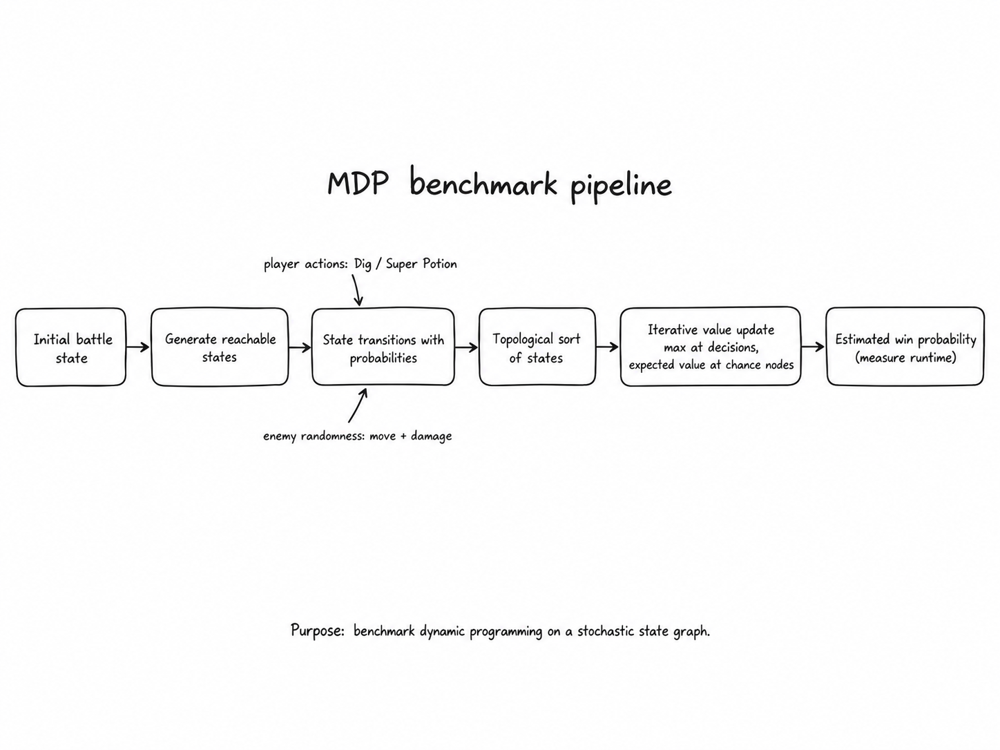 MDP benchmark pipeline
player actions: Dig / Super Potion
Initial battle
state
Generate reachable
states
State transitions with
probabilities
Topological sort
of states
Iterative value update
max at decisions,
expected value at chance nodes
Estimated win probability
(measure runtime)
enemy randomness: move + damage
Purpose: benchmark dynamic programming on a stochastic state graph.